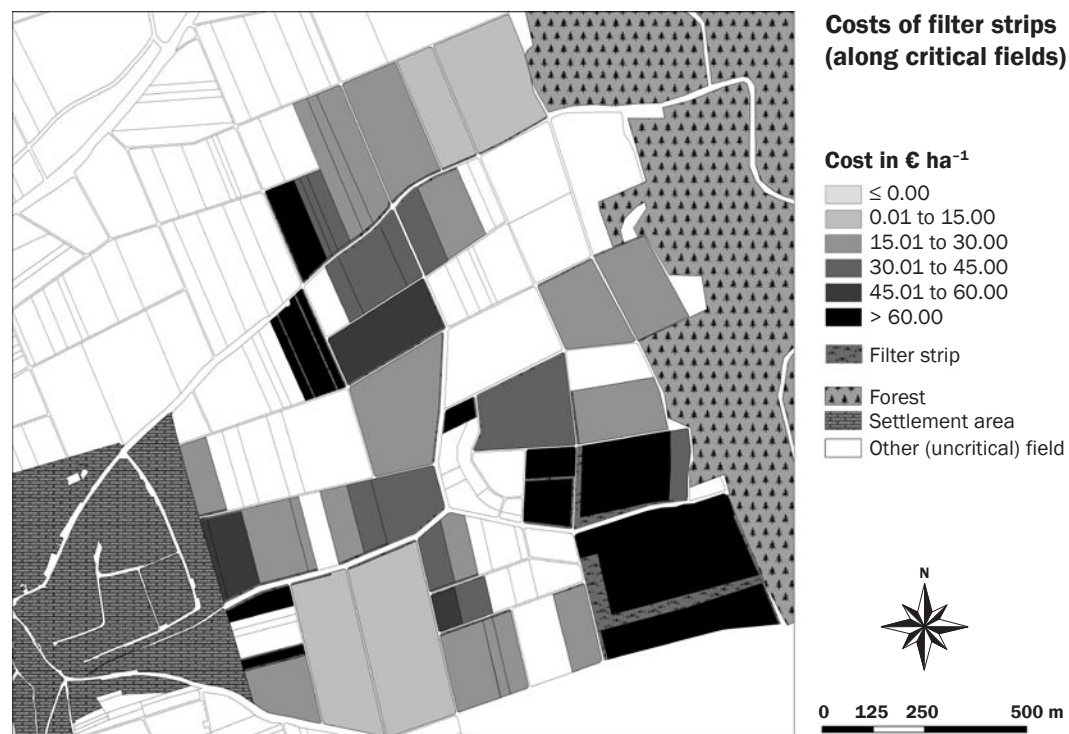 Costs of filter strips
(along critical fields)
Cost in € ha⁻¹
≤ 0.00
0.01 to 15.00
15.01 to 30.00
30.01 to 45.00
45.01 to 60.00
> 60.00
Filter strip
Forest
Settlement area
Other (uncritical) field
N
0 125 250 500 m